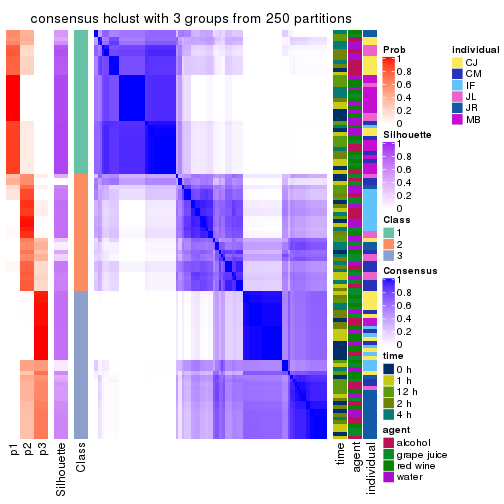 consensus hclust with 3 groups from 250 partitions
p1
p2
p3
Silhouette
Class
time
agent
individual
Prob
1
0.8
0.6
0.4
0.2
0
Silhouette
1
0.8
0.6
0.4
0.2
0
Class
1
2
3
Consensus
1
0.8
0.6
0.4
0.2
0
time
0 h
1 h
12 h
2 h
4 h
agent
alcohol
grape juice
red wine
water
individual
CJ
CM
IF
JL
JR
MB